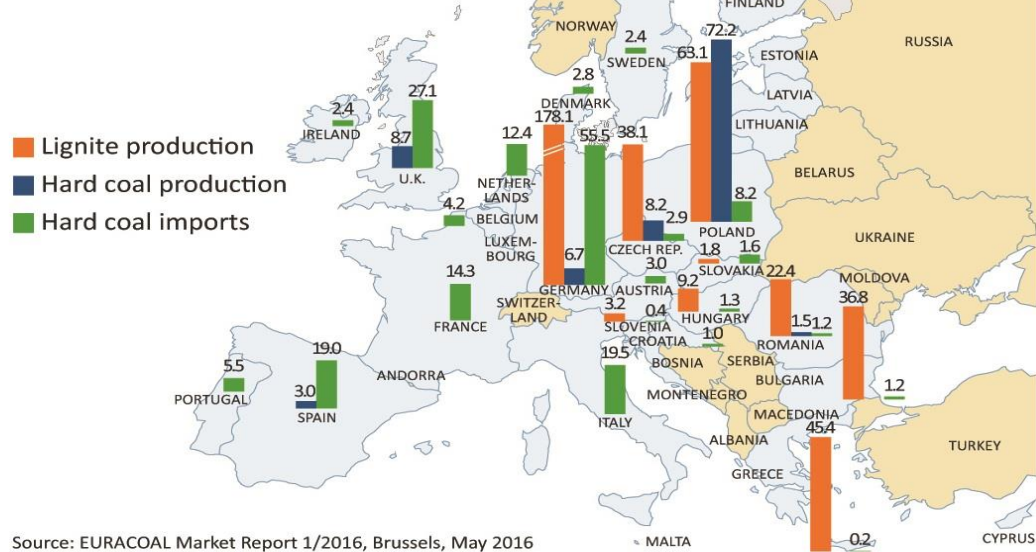 FINLAND
NORWAY
72.2
2.4
63.1
RUSSIA
ESTONIA
SWEDEN
2.8
27.1
LATVIA
DENMARK
2.4
178.1
LITHUANIA
IRELAND
12.4
55.5
38.1
8.7
Lignite production
BELARUS
U.K.
NETHER-
LANDS
Hard coal production
8.2
8.2
4.2
2.9
BELGIUM
Hard coal imports
POLAND
UKRAINE
LUXEM-
BOURG
6.7
CZECH REP.
1.8
1.6
3.0
SLOVAKIA
14.3
22.4
MOLDOVA
GERMANY
AUSTRIA
9.2
36.8
SWITZER-
LAND
3.2
0.4
1.3
HUNGARY
1.5
1.2
FRANCE
SLOVENIA
CROATIA
1.0
ROMANIA
19.0
19.5
BOSNIA
SERBIA
5.5
ANDORRA
BULGARIA
1.2
3.0
MONTENEGRO
PORTUGAL
SPAIN
MACEDONIA
ITALY
45.4
ALBANIA
TURKEY
GREECE
Source: EURACOAL Market Report 1/2016, Brussels, May 2016
MALTA
0.2
CYPRUS